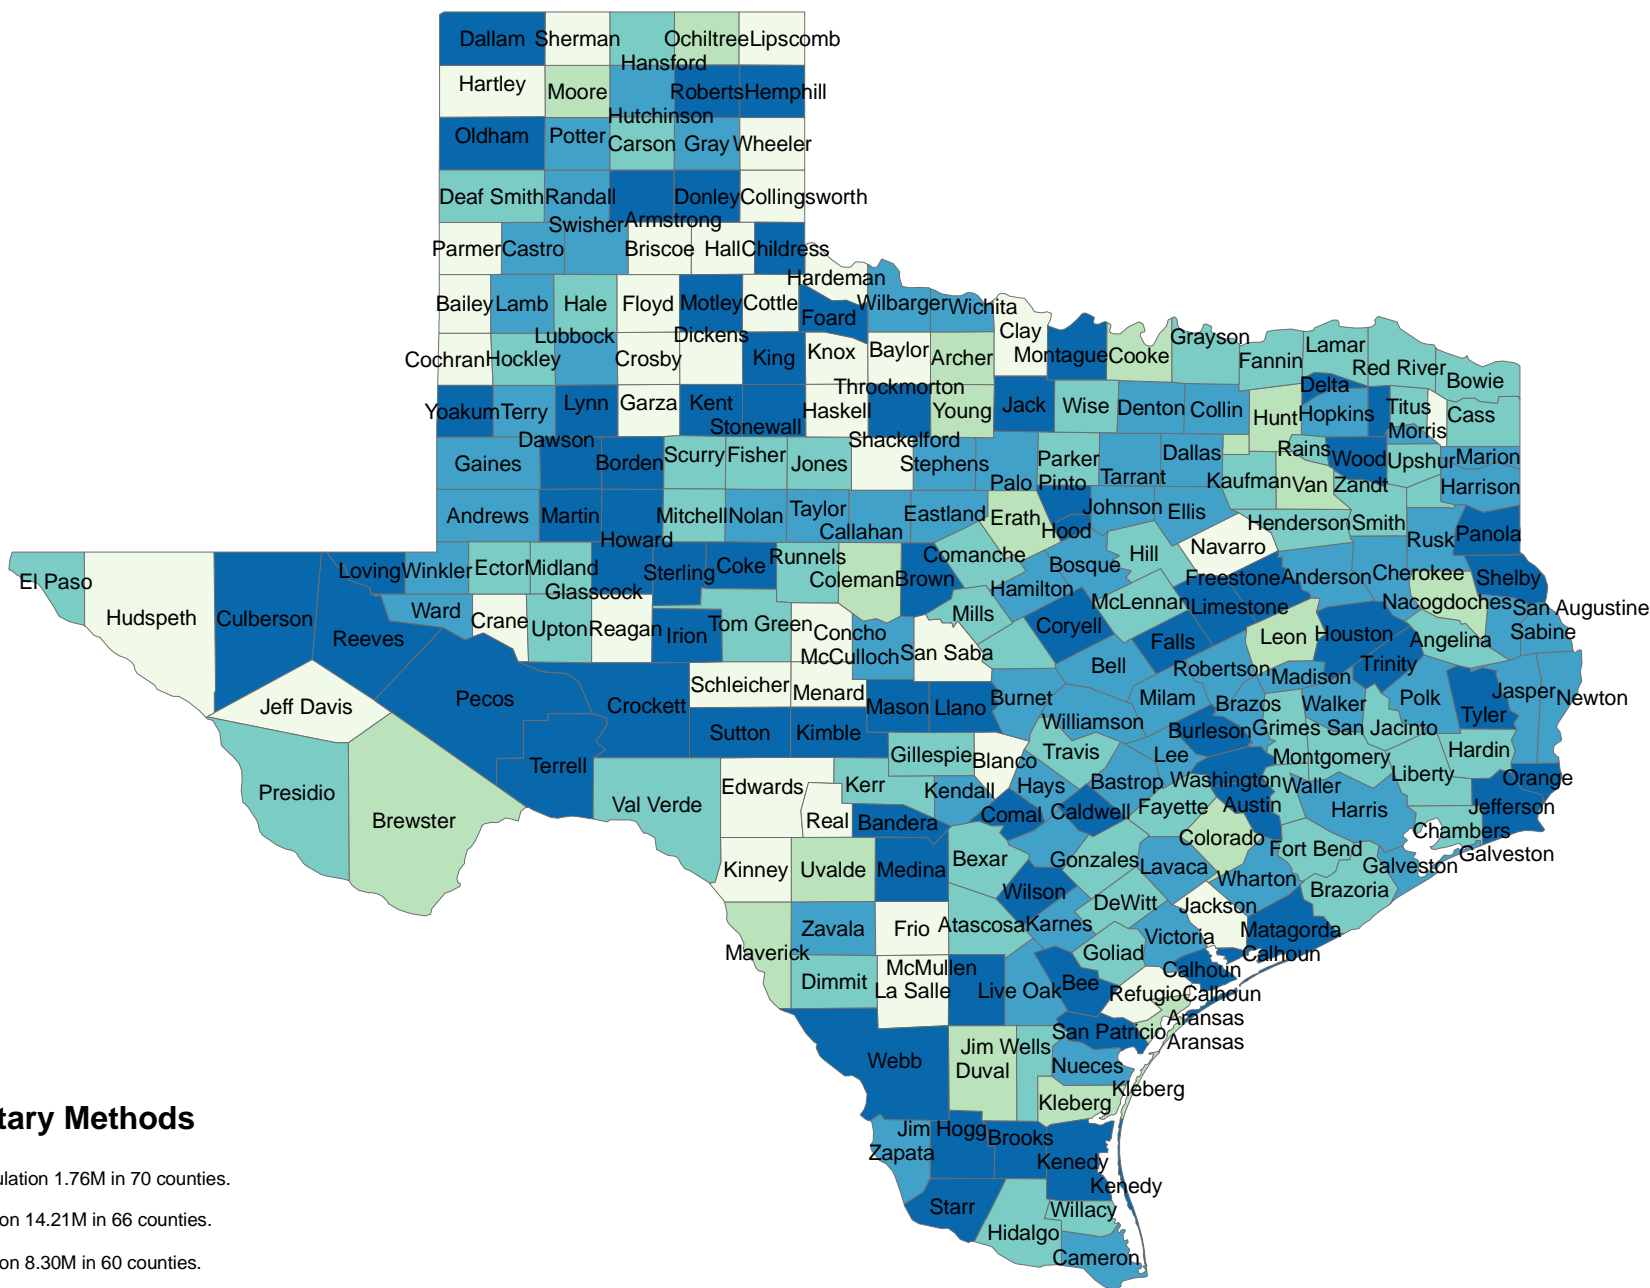 Dallam Sherman Ochiltree Lipscomb
Hansford
Hartley Moore Roberts Hemphill
Hutchinson
Oldham Potter Carson Gray Wheeler
Deaf Smith Randall Donley Collingsworth
Swisher Armstrong
Parmer Castro Briscoe Hall Childress
Hardeman
Bailey Lamb Hale Floyd Motley Cottle Foard Wilbarger Wichita
Lubbock Dickens Clay Grayson
Cochran Hockley Crosby King Knox Baylor Archer Montague Cooke Fannin Lamar Red River Bowie
Throckmorton Delta
Yoakum Terry Lynn Garza Kent Haskell Young Jack Wise Denton Collin Hunt Hopkins Titus Cass
Stonewall Morris
Dawson Shackelford Rains
Gaines Borden Scurry Fisher Jones Stephens Parker Dallas Wood Upshur Marion
Palo Pinto Tarrant Kaufman Van Zandt Harrison
Andrews Martin Mitchell Nolan Taylor Callahan Eastland Erath Johnson Ellis Henderson Smith
Howard Hood Navarro Rusk Panola
El Paso Loving Winkler Ector Midland Sterling Coke Runnels Coleman Brown Comanche Bosque Hill Freestone Anderson Cherokee Shelby
Glasscock Hamilton
Hudspeth Culberson Reeves Ward Crane Upton Reagan Irion Tom Green Concho Mills Coryell McLennan Limestone Nacogdoches San Augustine
McCulloch San Saba Falls Leon Houston Angelina Sabine
Bell Robertson Madison Trinity
Jeff Davis Pecos Crockett Schleicher Menard Mason Llano Burnet Milam Brazos Walker Polk Tyler Jasper Newton
Sutton Kimble Williamson Burleson Grimes San Jacinto
Gillespie Blanco Travis Lee Montgomery Hardin
Presidio Terrell Val Verde Edwards Kerr Kendall Hays Bastrop Washington Waller Liberty Orange
Brewster Real Bandera Comal Caldwell Fayette Austin Harris Jefferson
Colorado Chambers
Kinney Uvalde Medina Bexar Gonzales Lavaca Fort Bend Galveston Galveston
Wilson Wharton Brazoria
Maverick Zavala Frio Atascosa Karnes DeWitt Jackson Matagorda
Victoria
Dimmit McMullen Goliad Calhoun Calhoun
La Salle Live Oak Bee Refugio Calhoun
Aransas
San Patricio Aransas
Webb Jim Wells Nueces
Duval Kleberg Kleberg
Jim Hogg Brooks
Zapata Kenedy
Kenedy
Starr Willacy
Hidalgo
Cameron
tary Methods
ulation 1.76M in 70 counties.
on 14.21M in 66 counties.
on 8.30M in 60 counties.